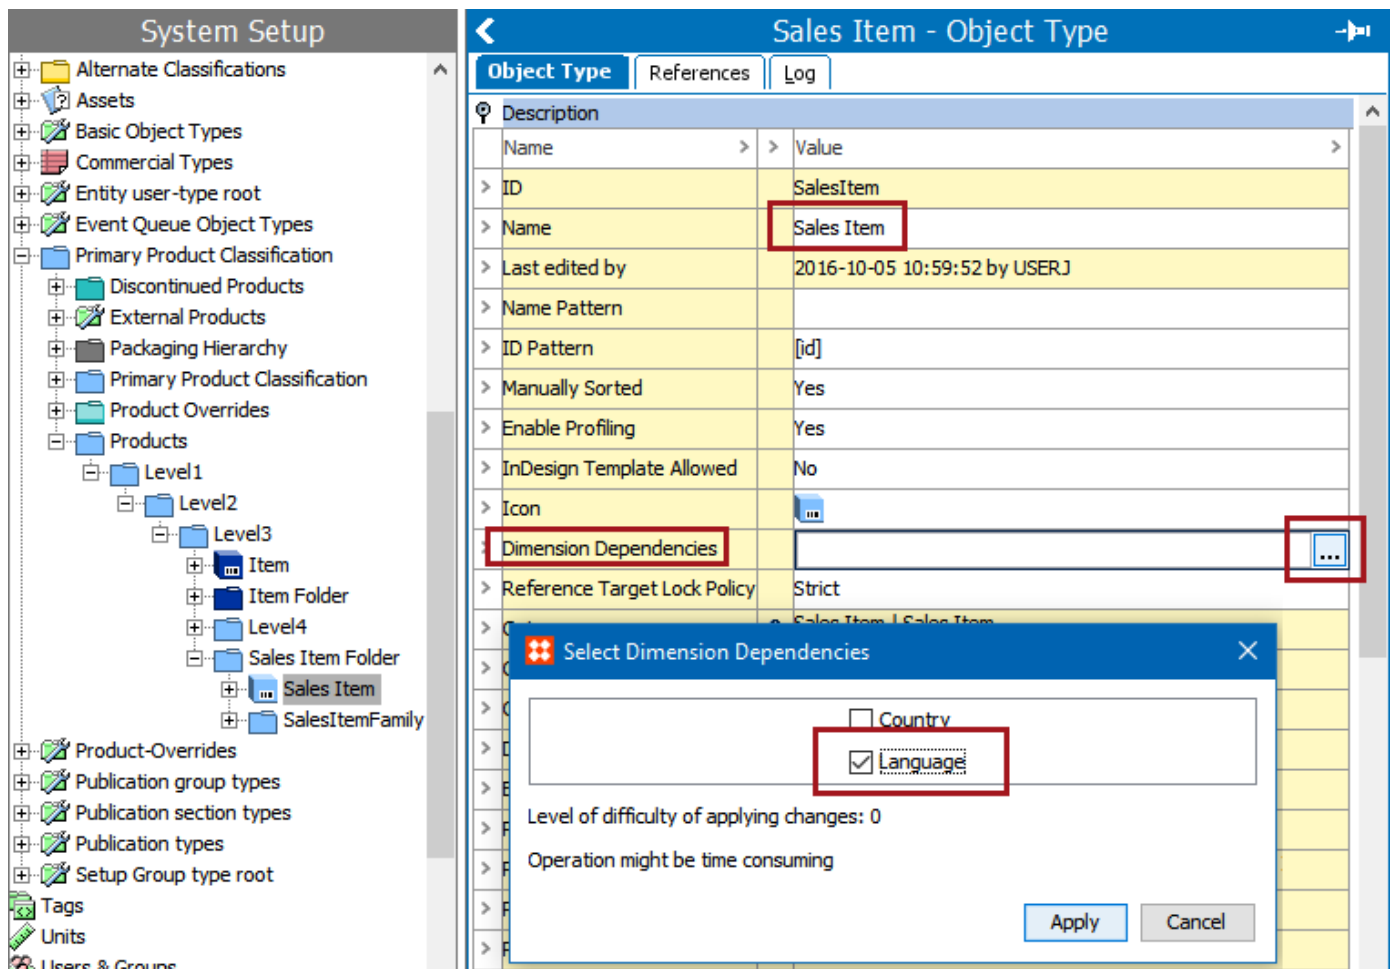 System Setup
Alternate Classifications
Assets
Basic Object Types
Commercial Types
Entity user-type root
Event Queue Object Types
Primary Product Classification
Discontinued Products
External Products
Packaging Hierarchy
Primary Product Classification
Product Overrides
Products
Level1
Level2
Level3
Item
Item Folder
Level4
Sales Item Folder
Sales Item
SalesItemFamily
Product-Overrides
Publication group types
Publication section types
Publication types
Setup Group type root
Tags
Units
Users & Groups
Sales Item - Object Type
Object Type References Log
Description
Name > > Value >
> ID SalesItem
> Name Sales Item
> Last edited by 2016-10-05 10:59:52 by USERJ
> Name Pattern
> ID Pattern [id]
> Manually Sorted Yes
> Enable Profiling Yes
> InDesign Template Allowed No
> Icon
Dimension Dependencies ...
> Reference Target Lock Policy Strict
Sales Item | Sales Item
Select Dimension Dependencies
Country
Language
Level of difficulty of applying changes: 0
Operation might be time consuming
Apply Cancel